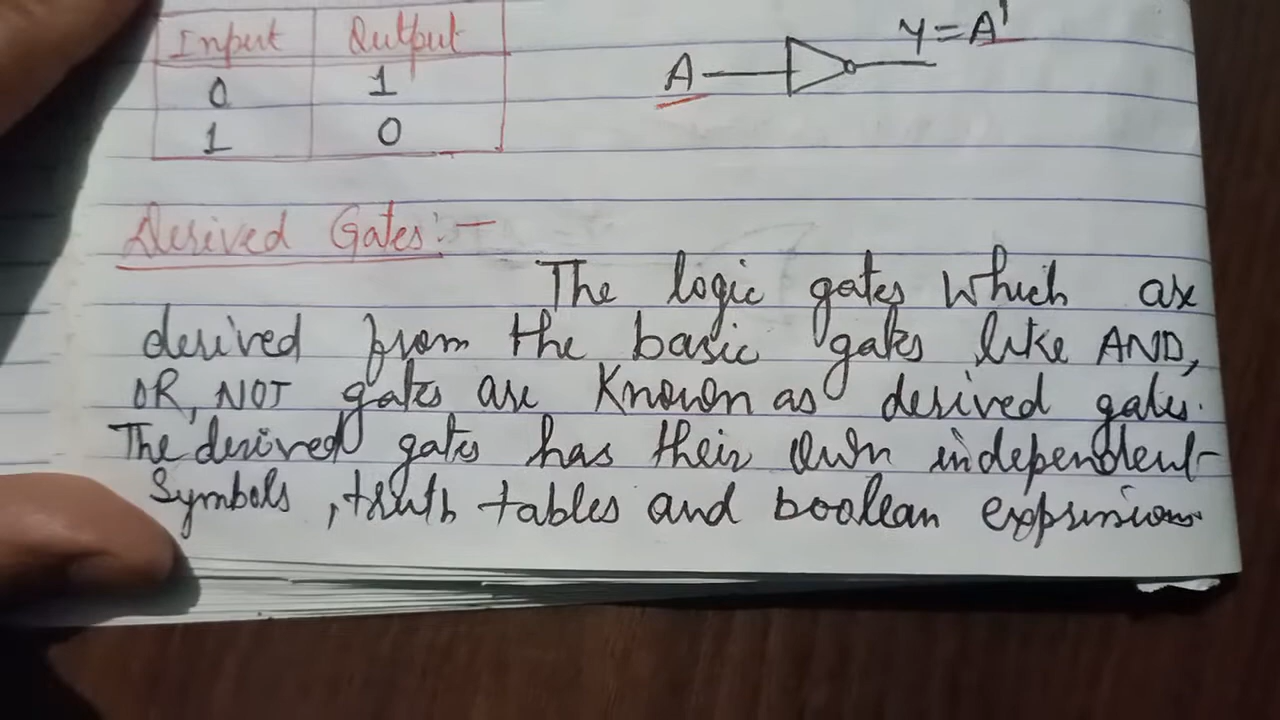 Input Output
0 1
1 0
A y=A'
Derived Gates:-
The logic gates which are
derived from the basic gates like AND,
OR, NOT gates are Known as derived gates.
The derived gates has their Own independent
Symbols, truth tables and boolean expressions